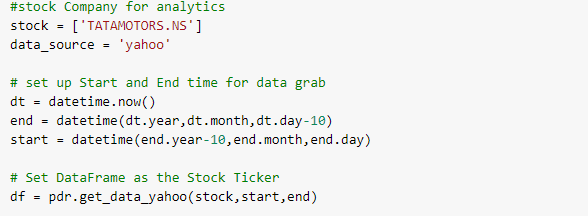 #stock Company for analytics
stock = ['TATAMOTORS.NS']
data_source = 'yahoo'
# set up Start and End time for data grab
dt = datetime.now()
end = datetime(dt.year,dt.month,dt.day-10)
start = datetime(end.year-10,end.month,end.day)
# Set DataFrame as the Stock Ticker
df = pdr.get_data_yahoo(stock,start,end)